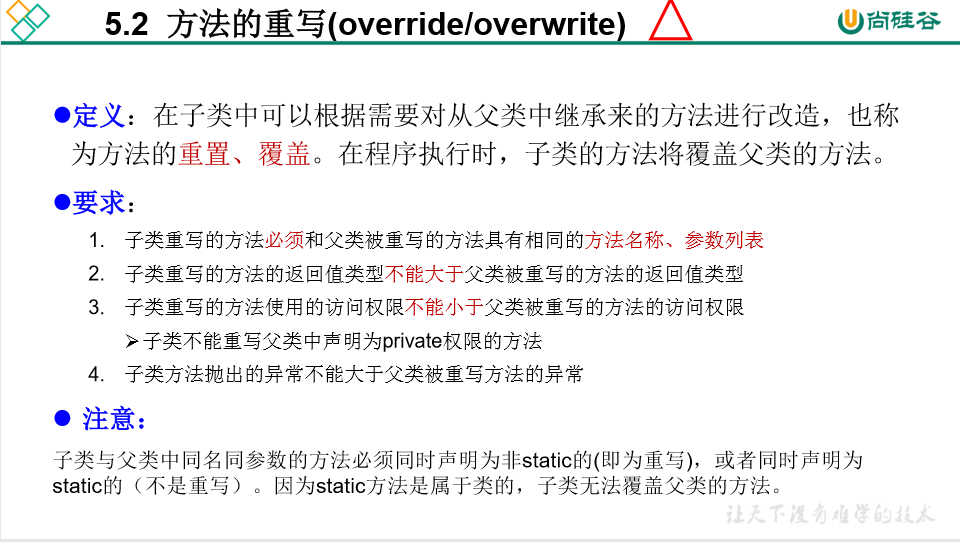 5.2 方法的重写(override/overwrite)
尚硅谷
●定义：在子类中可以根据需要对从父类中继承来的方法进行改造，也称
为方法的重置、覆盖。在程序执行时，子类的方法将覆盖父类的方法。
●要求：
1. 子类重写的方法必须和父类被重写的方法具有相同的方法名称、参数列表
2. 子类重写的方法的返回值类型不能大于父类被重写的方法的返回值类型
3. 子类重写的方法使用的访问权限不能小于父类被重写的方法的访问权限
➢子类不能重写父类中声明为private权限的方法
4. 子类方法抛出的异常不能大于父类被重写方法的异常
● 注意：
子类与父类中同名同参数的方法必须同时声明为非static的(即为重写)，或者同时声明为
static的（不是重写）。因为static方法是属于类的，子类无法覆盖父类的方法。
让天下没有难学的技术